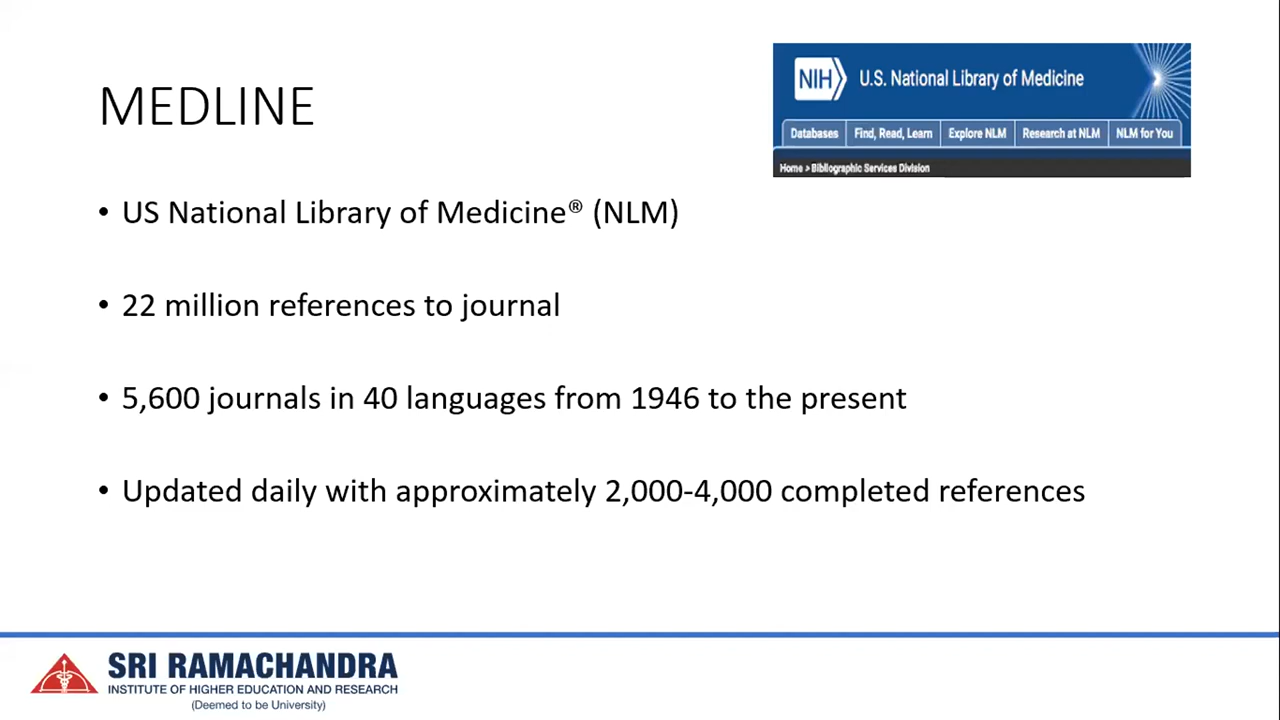 MEDLINE
NIH
U.S. National Library of Medicine
Databases
Find, Read, Learn
Explore NLM
Research at NLM
NLM for You
Home > Bibliographic Services Division
• US National Library of Medicine® (NLM)
• 22 million references to journal
• 5,600 journals in 40 languages from 1946 to the present
• Updated daily with approximately 2,000-4,000 completed references
SRI RAMACHANDRA
INSTITUTE OF HIGHER EDUCATION AND RESEARCH
(Deemed to be University)